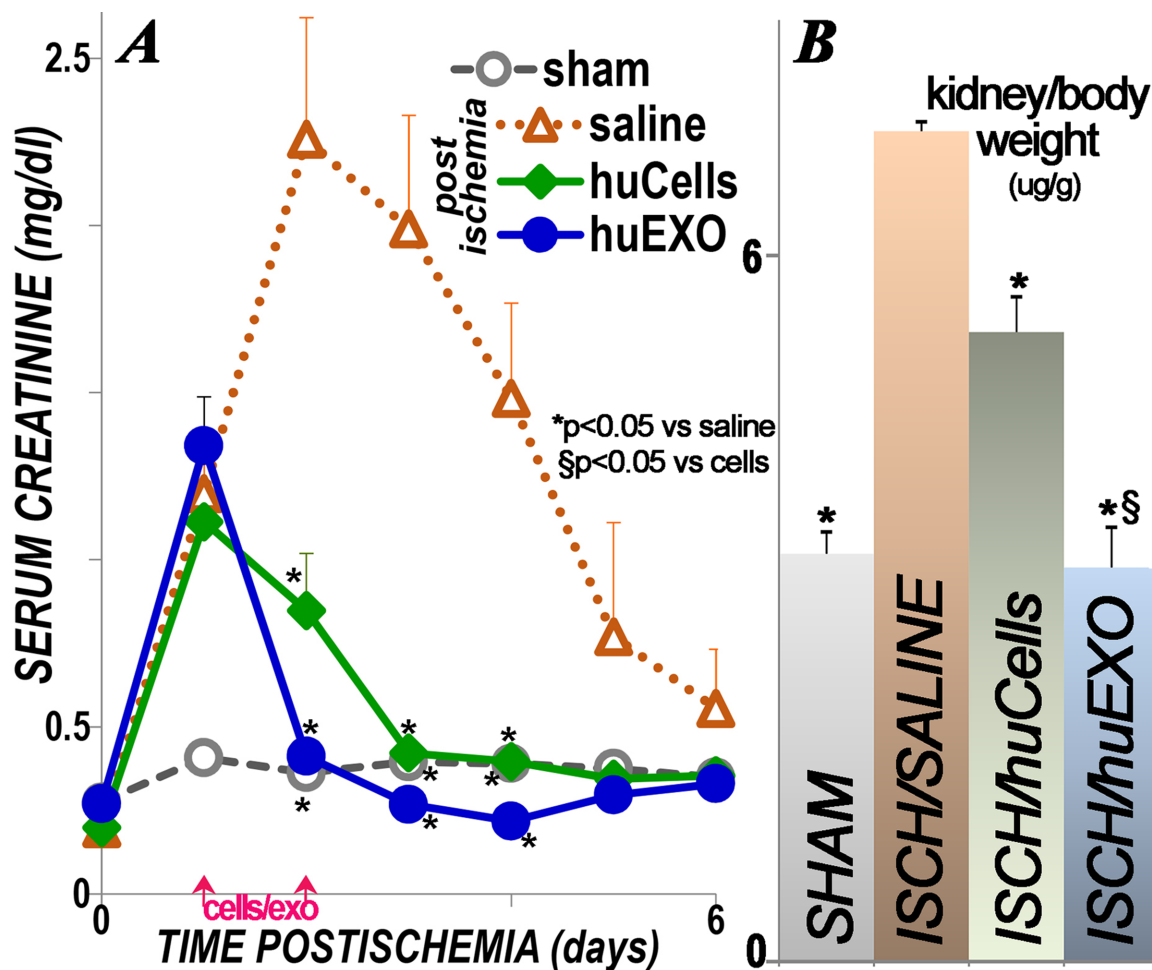 A
2.5
SERUM CREATININE (mg/dl)
0.5
0
0
6
TIME POSTISCHEMIA (days)
cells/exo
post
ischemia
sham
saline
huCells
huEXO
*p<0.05 vs saline
§p<0.05 vs cells
*
*
*
*
*
*
*
*
*
B
kidney/body
weight
(ug/g)
6
0
*
*
*§
SHAM
ISCH/SALINE
ISCH/huCells
ISCH/huEXO